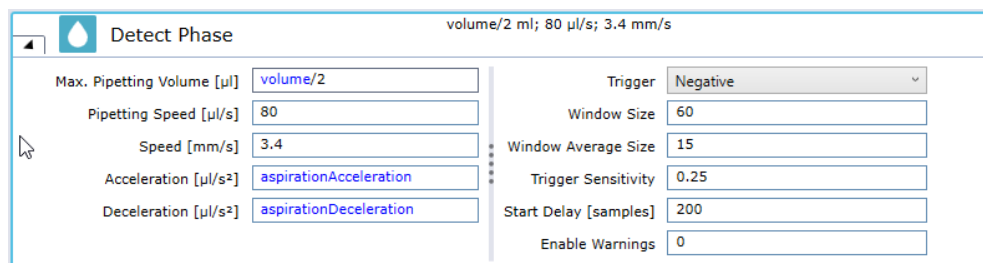 Detect Phase
volume/2 ml; 80 µl/s; 3.4 mm/s
Max. Pipetting Volume [µl] volume/2
Pipetting Speed [µl/s] 80
Speed [mm/s] 3.4
Acceleration [µl/s²] aspirationAcceleration
Deceleration [µl/s²] aspirationDeceleration
Trigger Negative
Window Size 60
Window Average Size 15
Trigger Sensitivity 0.25
Start Delay [samples] 200
Enable Warnings 0